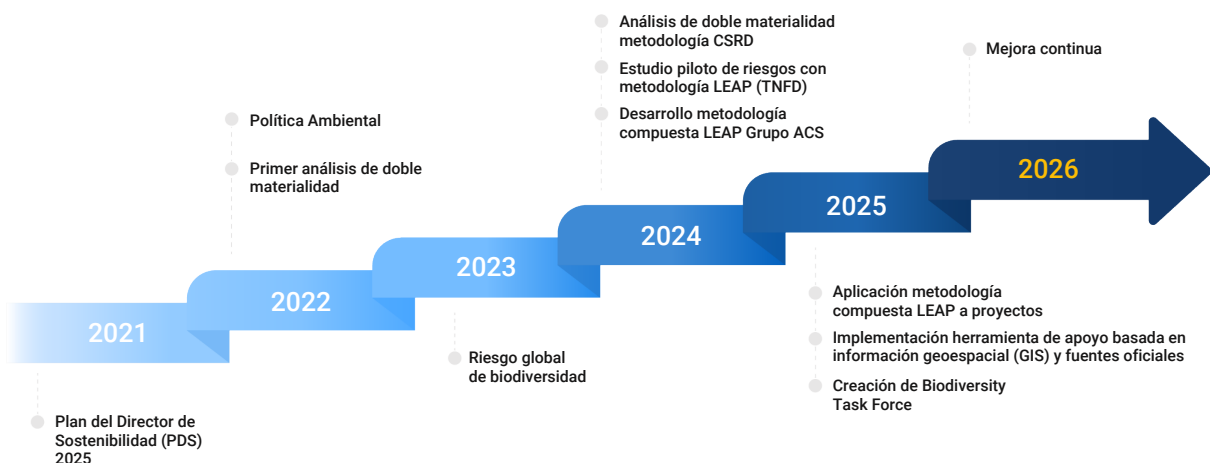 2021
Plan del Director de
Sostenibilidad (PDS)
2025
2022
Política Ambiental
Primer análisis de doble
materialidad
2023
Riesgo global
de biodiversidad
2024
Análisis de doble materialidad
metodología CSRD
Estudio piloto de riesgos con
metodología LEAP (TNFD)
Desarrollo metodología
compuesta LEAP Grupo ACS
2025
Aplicación metodología
compuesta LEAP a proyectos
Implementación herramienta de apoyo basada en
información geoespacial (GIS) y fuentes oficiales
Creación de Biodiversity
Task Force
2026
Mejora continua